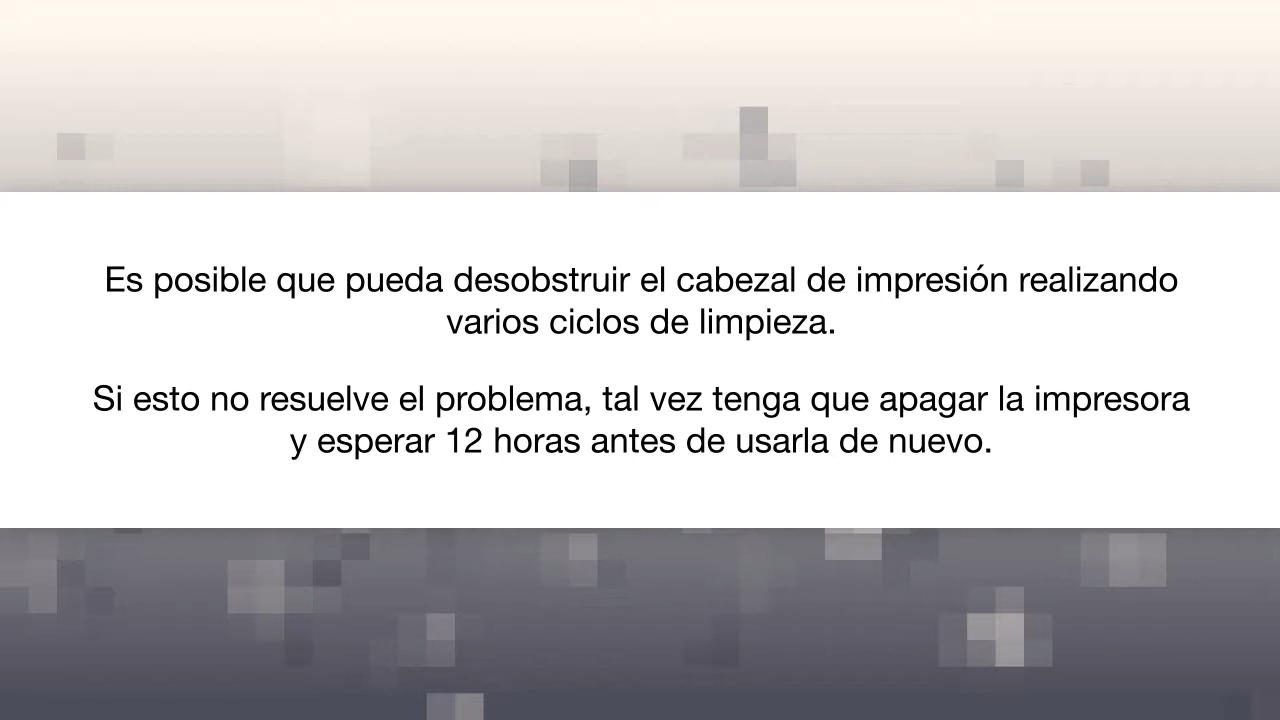 Es posible que pueda desobstruir el cabezal de impresión realizando
varios ciclos de limpieza.
Si esto no resuelve el problema, tal vez tenga que apagar la impresora
y esperar 12 horas antes de usarla de nuevo.